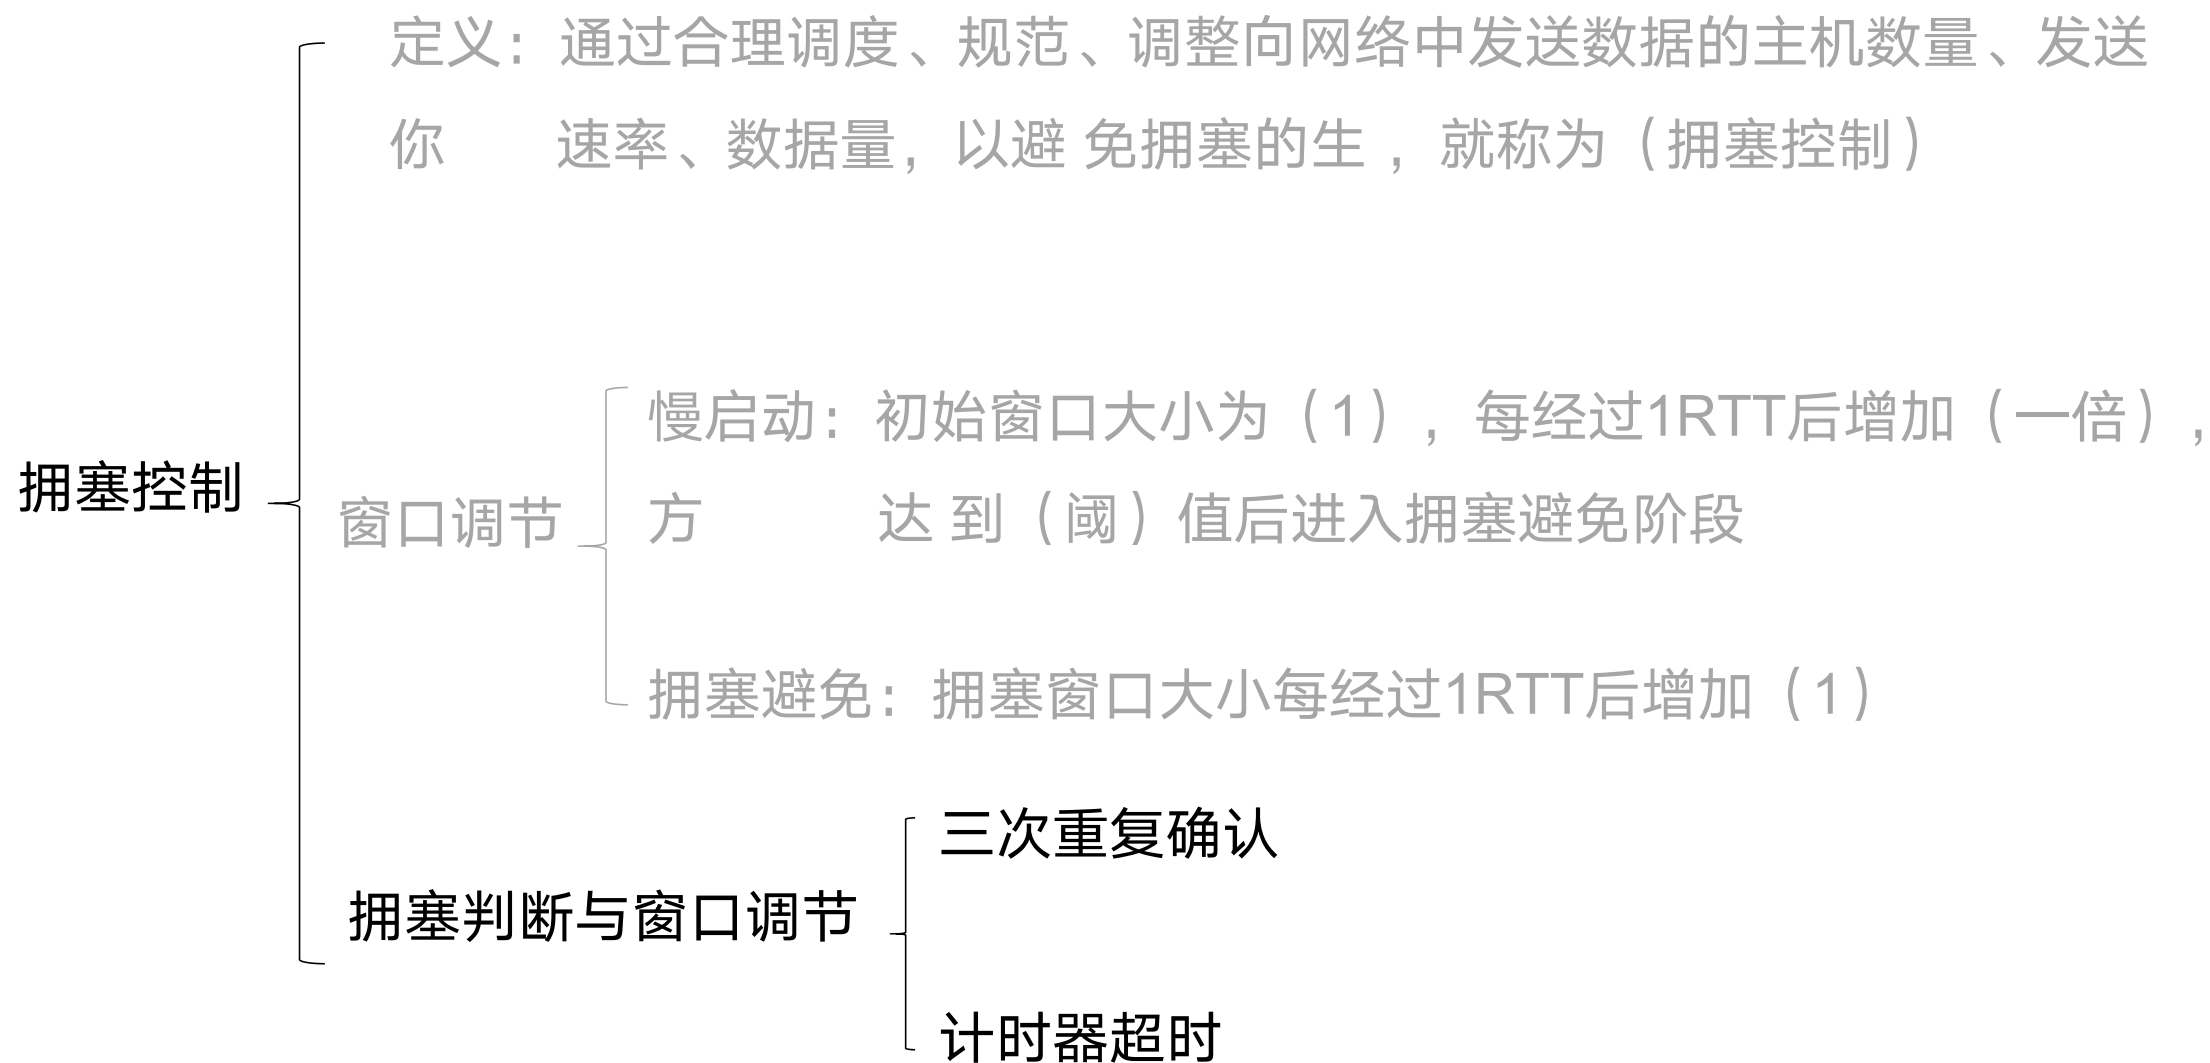 定义：通过合理调度、规范、调整向网络中发送数据的主机数量、发送
你 速率、数据量，以避 免拥塞的生 ，就称为（拥塞控制）
拥塞控制
窗口调节
慢启动：初始窗口大小为（1），每经过1RTT后增加（一倍），
方 达 到（阈）值后进入拥塞避免阶段
拥塞避免：拥塞窗口大小每经过1RTT后增加（1）
拥塞判断与窗口调节
三次重复确认
计时器超时